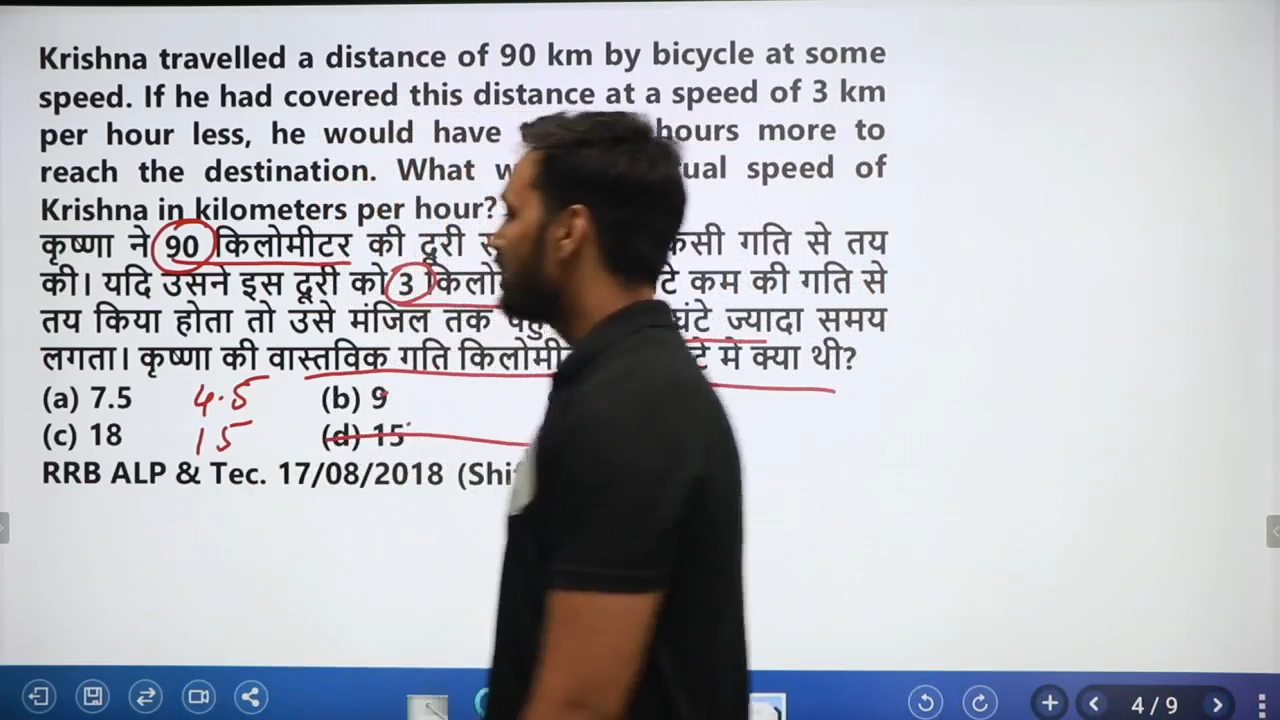 Krishna travelled a distance of 90 km by bicycle at some
speed. If he had covered this distance at a speed of 3 km
per hour less, he would have hours more to
reach the destination. What speed of
Krishna in kilometers per hour?
कृष्णा ने 90 किलोमीटर की दूरी गति से तय
की। यदि उसने इस दूरी को 3 कम की गति से
तय किया होता तो उसे मंजिल तक ज्यादा समय
लगता। कृष्णा की वास्तविक गति में क्या थी?
(a) 7.5 4.5 (b) 9
(c) 18 15 (d) 15
RRB ALP & Tec. 17/08/2018
4 / 9